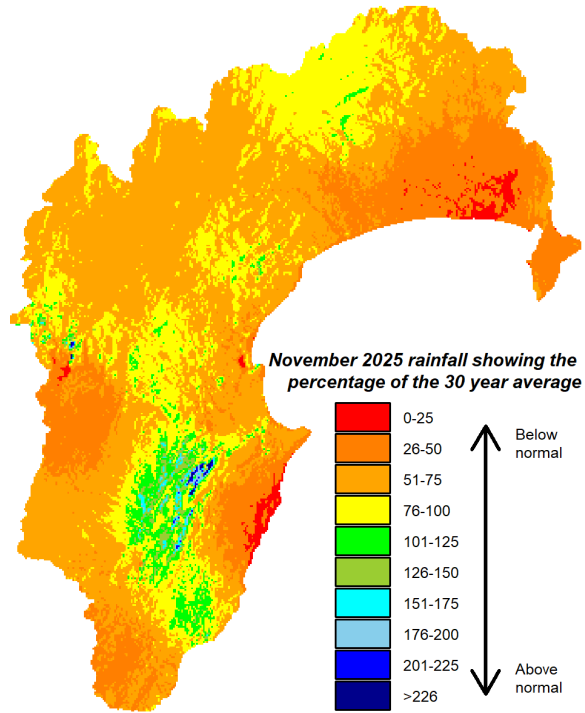 November 2025 rainfall showing the
percentage of the 30 year average
0-25
26-50
51-75
76-100
101-125
126-150
151-175
176-200
201-225
>226
Below
normal
Above
normal